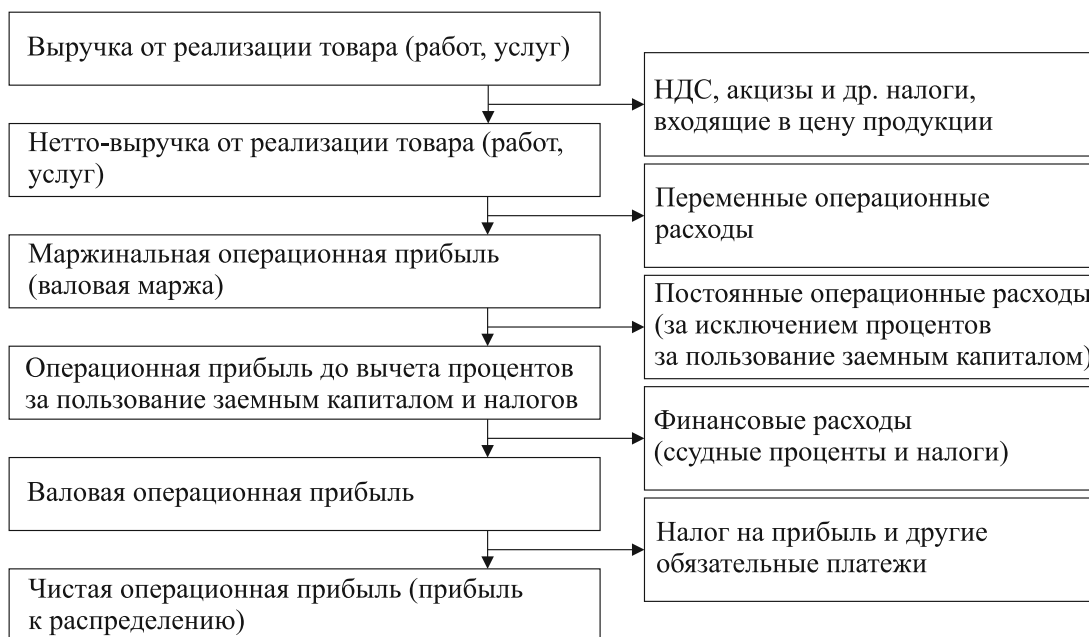 Выручка от реализации товара (работ, услуг)
НДС, акцизы и др. налоги,
входящие в цену продукции
Нетто-выручка от реализации товара (работ,
услуг)
Переменные операционные
расходы
Маржинальная операционная прибыль
(валовая маржа)
Постоянные операционные расходы
(за исключением процентов
за пользование заемным капиталом)
Операционная прибыль до вычета процентов
за пользование заемным капиталом и налогов
Финансовые расходы
(ссудные проценты и налоги)
Валовая операционная прибыль
Налог на прибыль и другие
обязательные платежи
Чистая операционная прибыль (прибыль
к распределению)